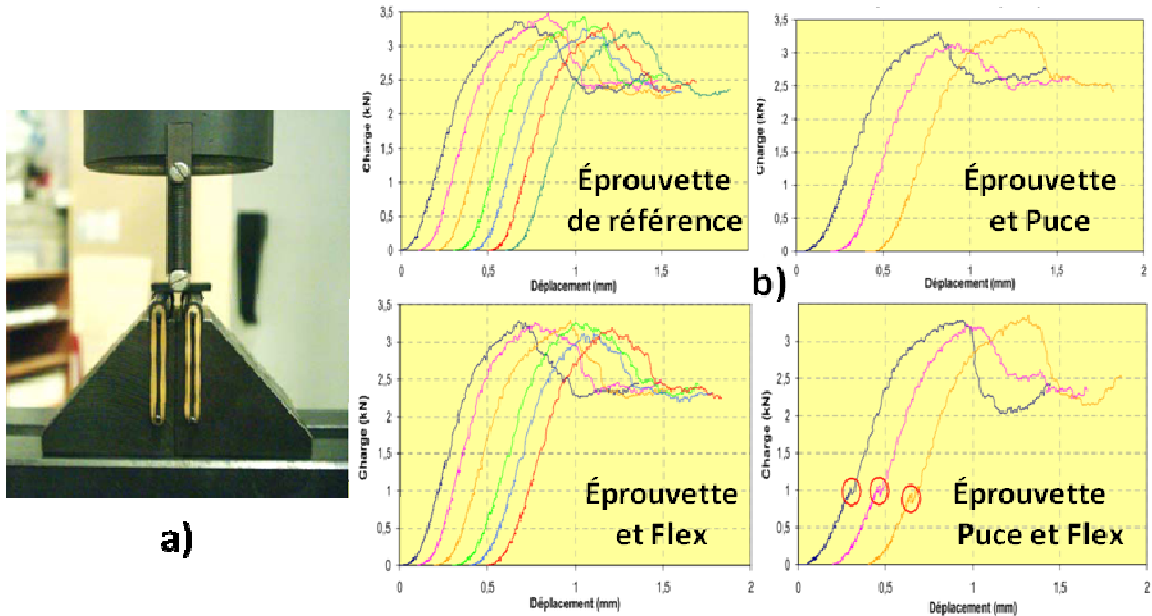 a)
b)
Charge (kN)
3,5
3
2,5
2
1,5
1
0,5
0
Éprouvette
de référence
0 0,5 1 1,5 2
Déplacement (mm)
Charge (kN)
3,5
3
2,5
2
1,5
1
0,5
0
Éprouvette
et Puce
0 0,5 1 1,5 2
Déplacement (mm)
Charge (kN)
3,5
3
2,5
2
1,5
1
0,5
0
Éprouvette
et Flex
0 0,5 1 1,5 2
Déplacement (mm)
Charge (kN)
3,5
3
2,5
2
1,5
1
0,5
0
Éprouvette
Puce et Flex
0 0,5 1 1,5 2
Déplacement (mm)